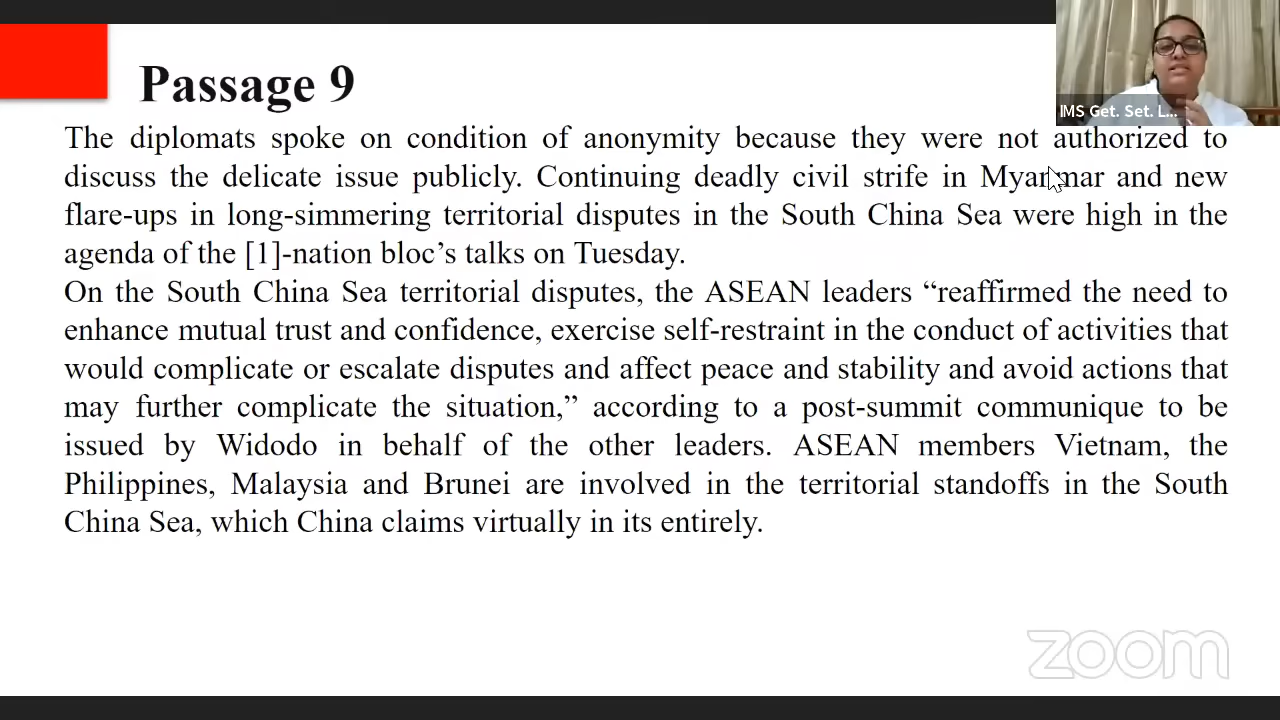 Passage 9
IMS Get. Set. L...
The diplomats spoke on condition of anonymity because they were not authorized to
discuss the delicate issue publicly. Continuing deadly civil strife in Myanmar and new
flare-ups in long-simmering territorial disputes in the South China Sea were high in the
agenda of the [1]-nation bloc’s talks on Tuesday.
On the South China Sea territorial disputes, the ASEAN leaders “reaffirmed the need to
enhance mutual trust and confidence, exercise self-restraint in the conduct of activities that
would complicate or escalate disputes and affect peace and stability and avoid actions that
may further complicate the situation,” according to a post-summit communique to be
issued by Widodo in behalf of the other leaders. ASEAN members Vietnam, the
Philippines, Malaysia and Brunei are involved in the territorial standoffs in the South
China Sea, which China claims virtually in its entirely.
zoom